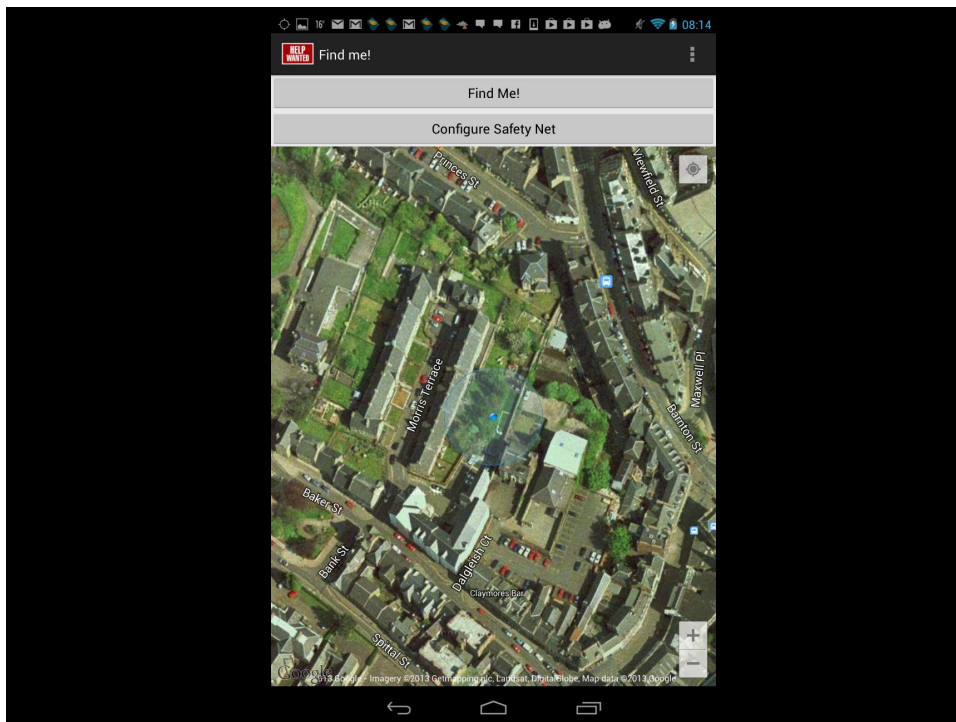 16°
08:14
HELP
WANTED
Find me!
Find Me!
Configure Safety Net
Princes St
Viewfield St
Maxwell Pl
Morris Terrace
Barnton St
Baker St
Bank St
Dalgleish Ct
Claymores Bar
Spittal St
Google
©2013 Google - Imagery ©2013 Getmapping plc, Landsat, DigitalGlobe, Map data ©2013 Google